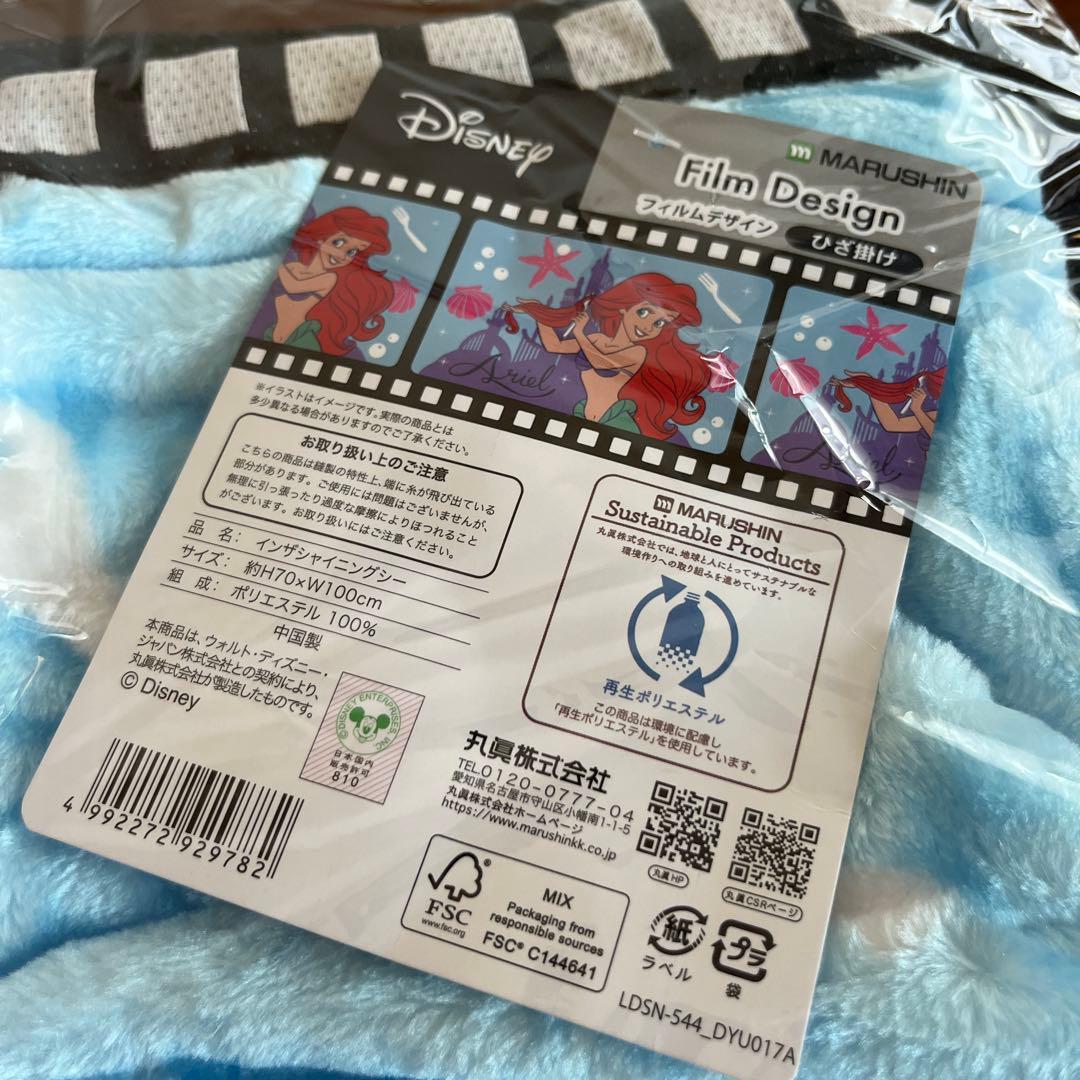 Disney
MARUSHIN
Film Design
フィルムデザイン
ひざ掛け
Ariel
Ariel
※イラストはイメージです。実際の商品とは
多少異なる場合がありますのでご了承ください。
お取り扱い上のご注意
こちらの商品は縫製の特性上、端に糸が飛び出ている
部分があります。ご使用には問題はございませんが、
無理に引っ張ったり過度な摩擦によりほつれること
がございます。お取り扱いにはご注意ください。
品 名: インザシャイニングシー
サイズ: 約H70×W100cm
組 成: ポリエステル 100%
中国製
本商品は、ウォルト・ディズニー・
ジャパン株式会社との契約により、
丸眞株式会社が製造したものです。
© Disney
©DISNEY ENTERPRISES, INC.
日本国内
販売許可
810
4 992272 929782
MARUSHIN
Sustainable Products
丸眞株式会社では、地球と人にとってサステナブルな
環境作りへの取り組みを進めています。
再生ポリエステル
この商品は環境に配慮し
「再生ポリエステル」を使用しています。
丸眞株式会社
TEL.0120-0777-04
愛知県名古屋市守山区小幡南1-1-5
丸眞株式会社ホームページ
https://www.marushinkk.co.jp
丸眞HP
丸眞CSRページ
FSC
www.fsc.org
MIX
Packaging from
responsible sources
FSC® C144641
紙
ラベル
プラ
袋
LDSN-544_DYU017A